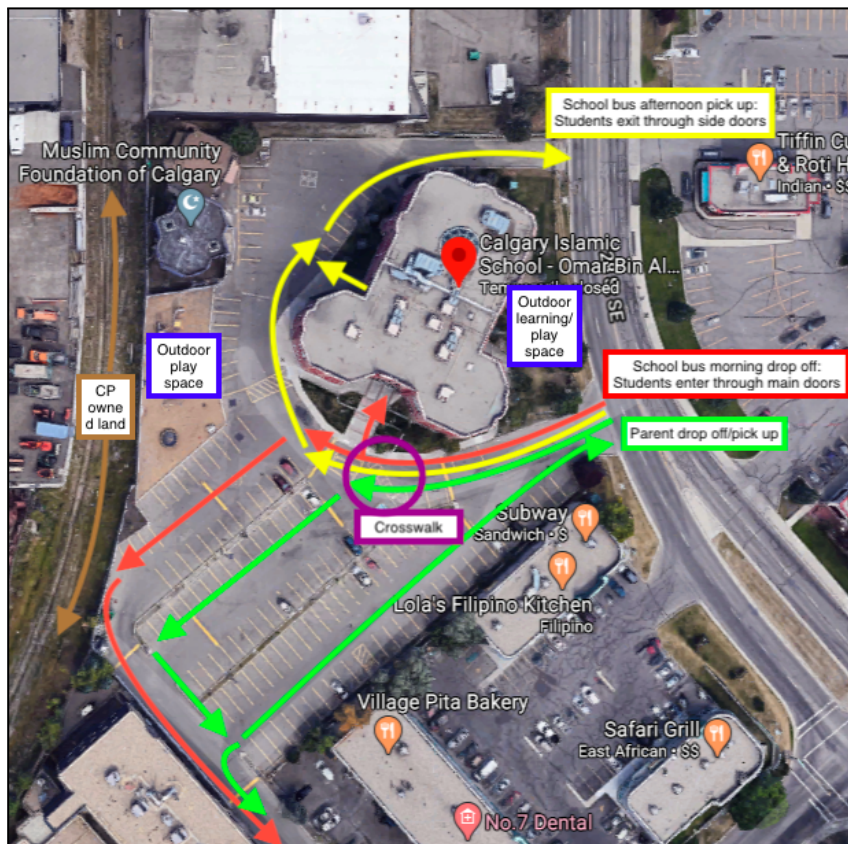 School bus afternoon pick up:
Students exit through side doors
Tiffin Cu
& Roti H
Indian • $$
Muslim Community
Foundation of Calgary
Calgary Islamic
School - Omar Bin Al...
Outdoor
learning/
play
space
Outdoor
play
space
CP
owne
d land
School bus morning drop off:
Students enter through main doors
Parent drop off/pick up
Crosswalk
Subway
Sandwich • $
Lola's Filipino Kitchen
Filipino
Village Pita Bakery
Safari Grill
East African • $$
No.7 Dental